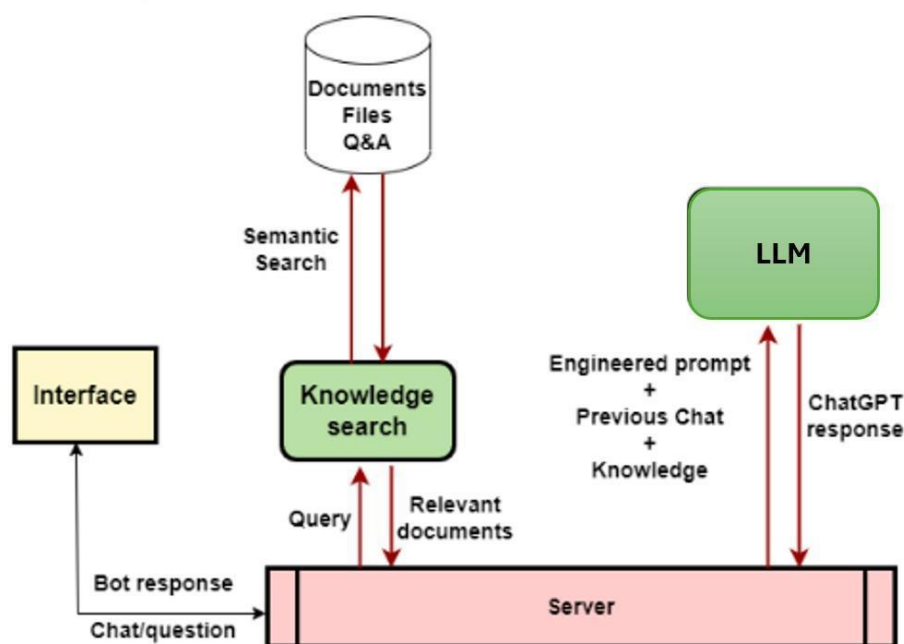 Documents
Files
Q&A
Semantic
Search
LLM
Interface
Knowledge
search
Engineered prompt
+
Previous Chat
+
Knowledge
ChatGPT
response
Query
Relevant
documents
Bot response
Chat/question
Server